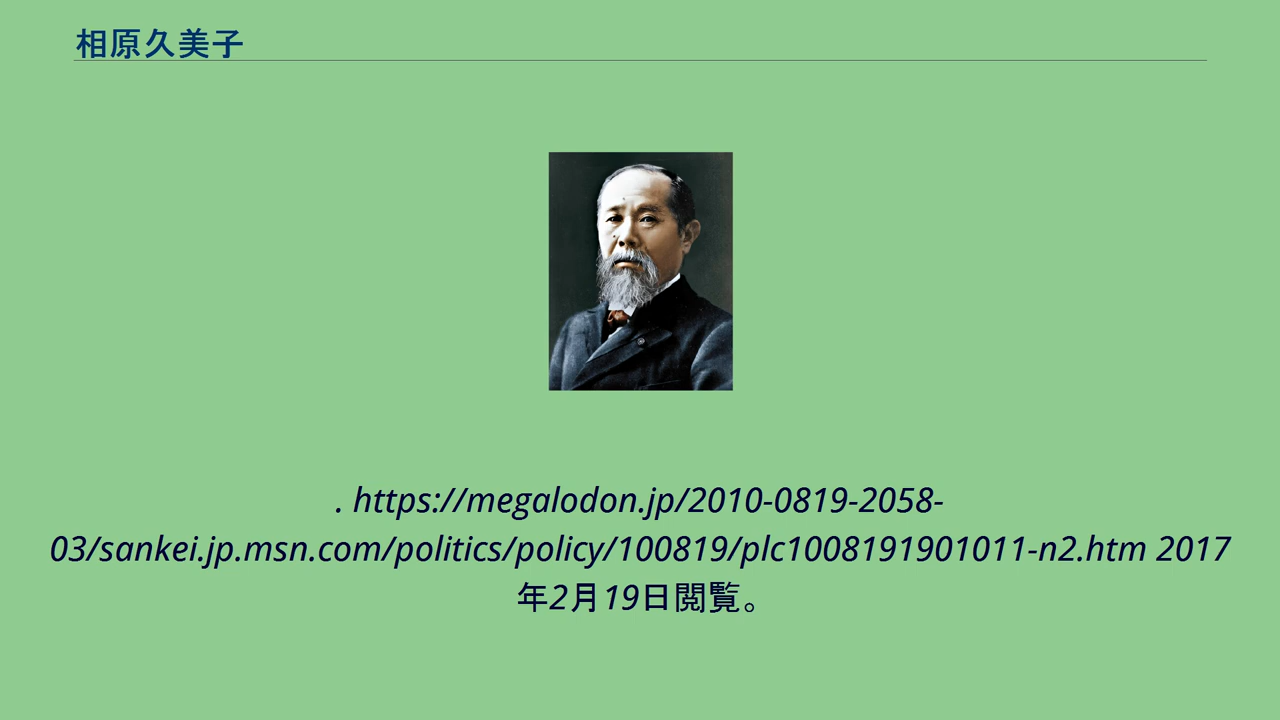 相原久美子
. https://megalodon.jp/2010-0819-2058-
03/sankei.jp.msn.com/politics/policy/100819/plc1008191901011-n2.htm 2017
年2月19日閲覧。